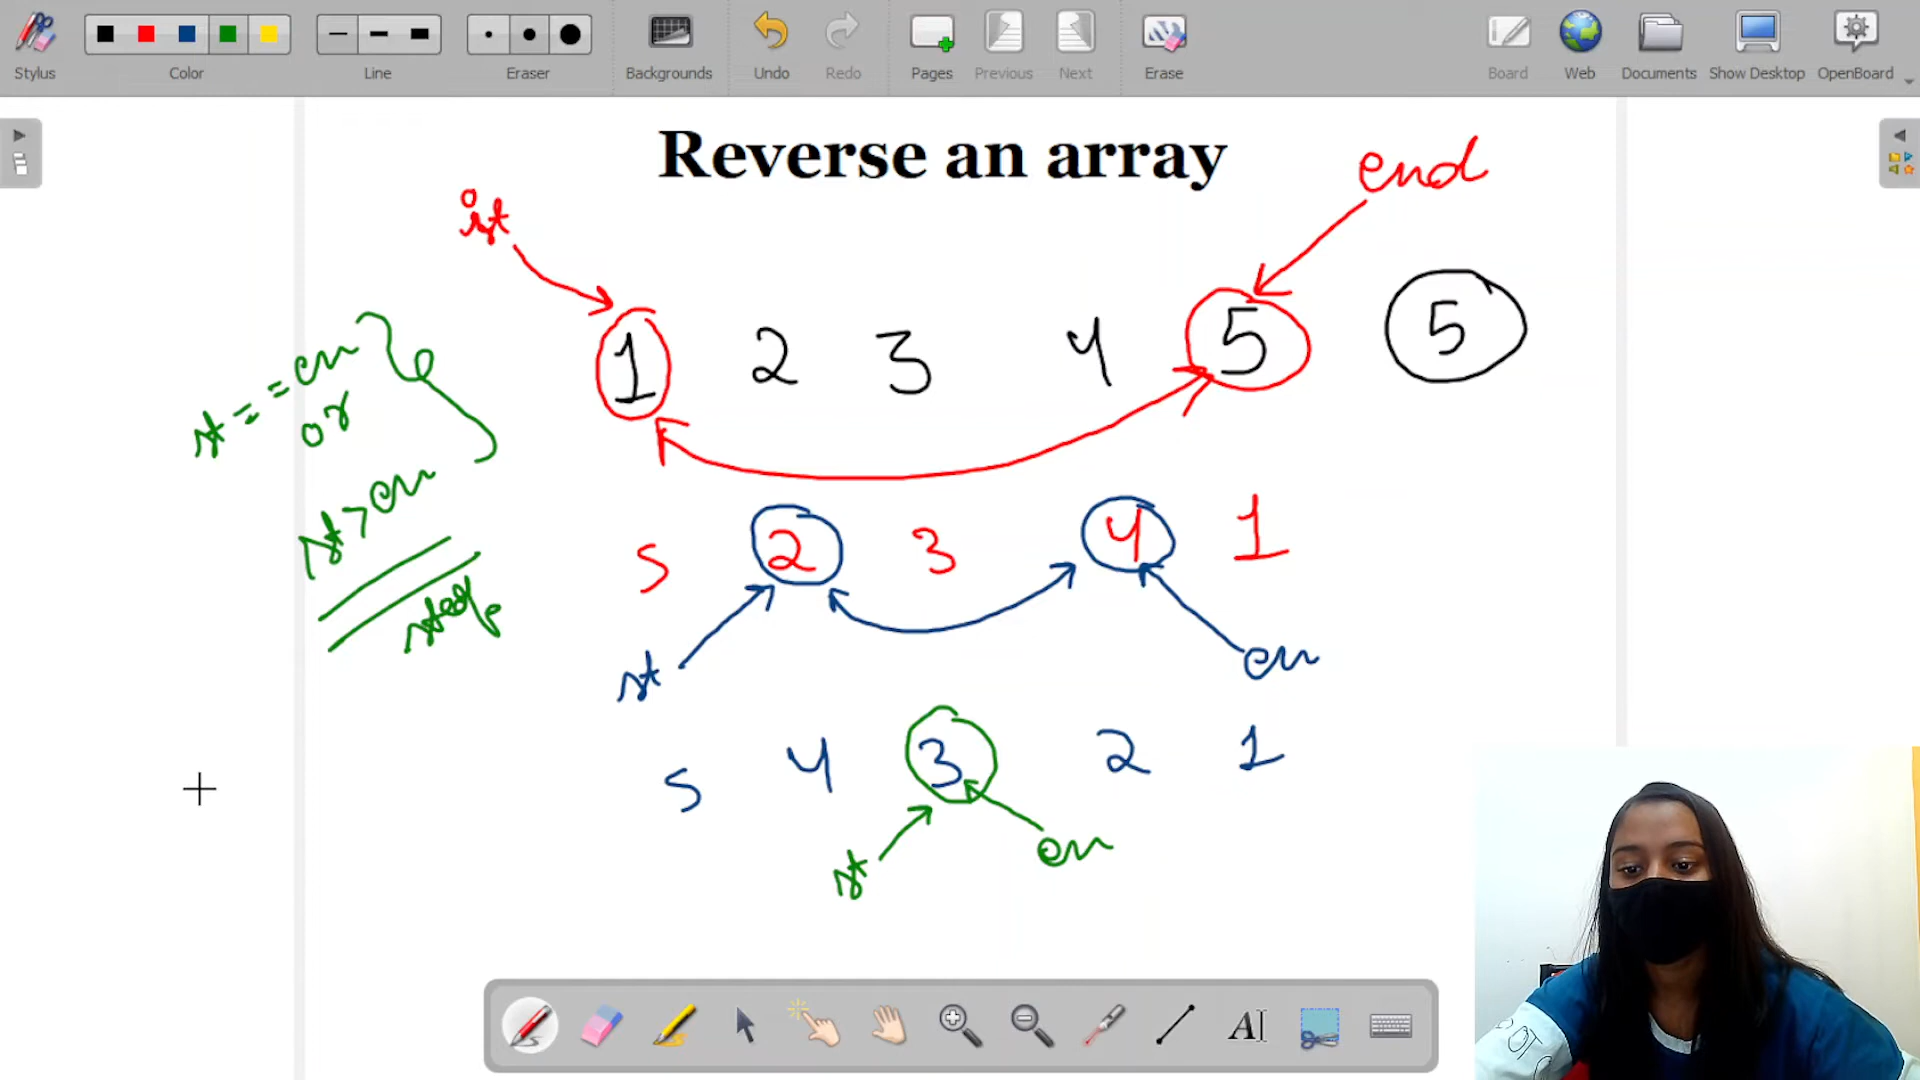 Stylus Color Line Eraser Backgrounds Undo Redo Pages Previous Next Erase Board Web Documents Show Desktop OpenBoard
Reverse an array
st end
1 2 3 4 5 5
st == en
or
st > en
stop
5 2 3 4 1
st en
5 4 3 2 1
st en